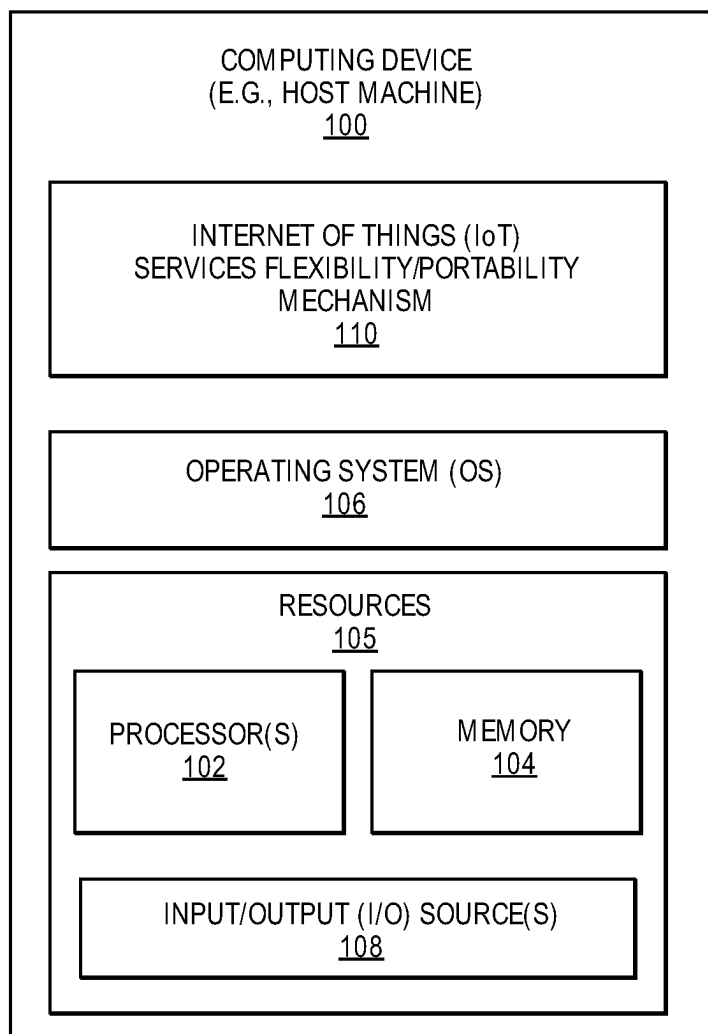 COMPUTING DEVICE
(E.G., HOST MACHINE)
100
INTERNET OF THINGS (IoT)
SERVICES FLEXIBILITY/PORTABILITY
MECHANISM
110
OPERATING SYSTEM (OS)
106
RESOURCES
105
PROCESSOR(S)
102
MEMORY
104
INPUT/OUTPUT (I/O) SOURCE(S)
108